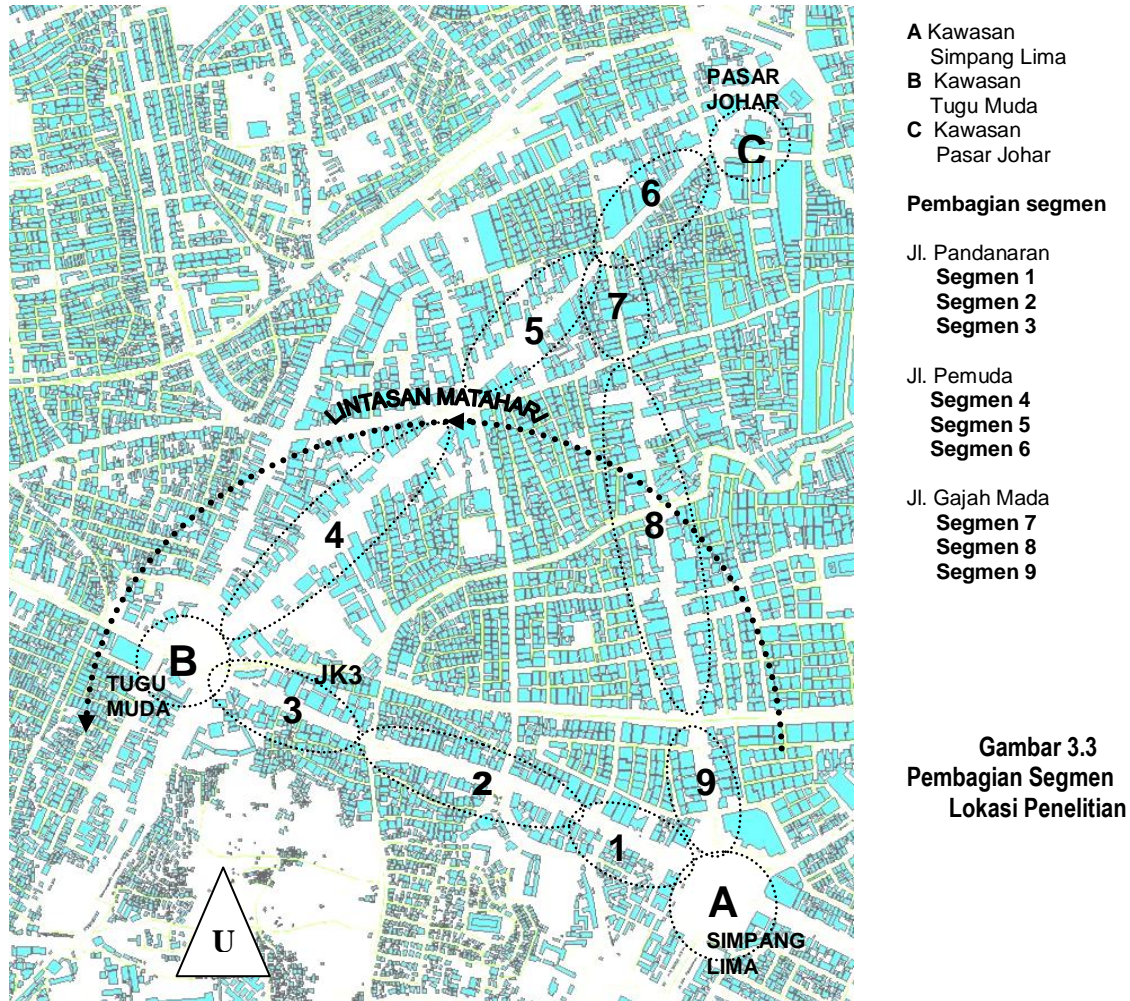 PASAR
JOHAR
C
6
7
5
LINTASAN MATAHARI
8
4
B
TUGU
MUDA
JK3
3
2
9
1
A
SIMPANG
LIMA
U
A Kawasan
Simpang Lima
B Kawasan
Tugu Muda
C Kawasan
Pasar Johar
Pembagian segmen
Jl. Pandanaran
Segmen 1
Segmen 2
Segmen 3
Jl. Pemuda
Segmen 4
Segmen 5
Segmen 6
Jl. Gajah Mada
Segmen 7
Segmen 8
Segmen 9
Gambar 3.3
Pembagian Segmen
Lokasi Penelitian